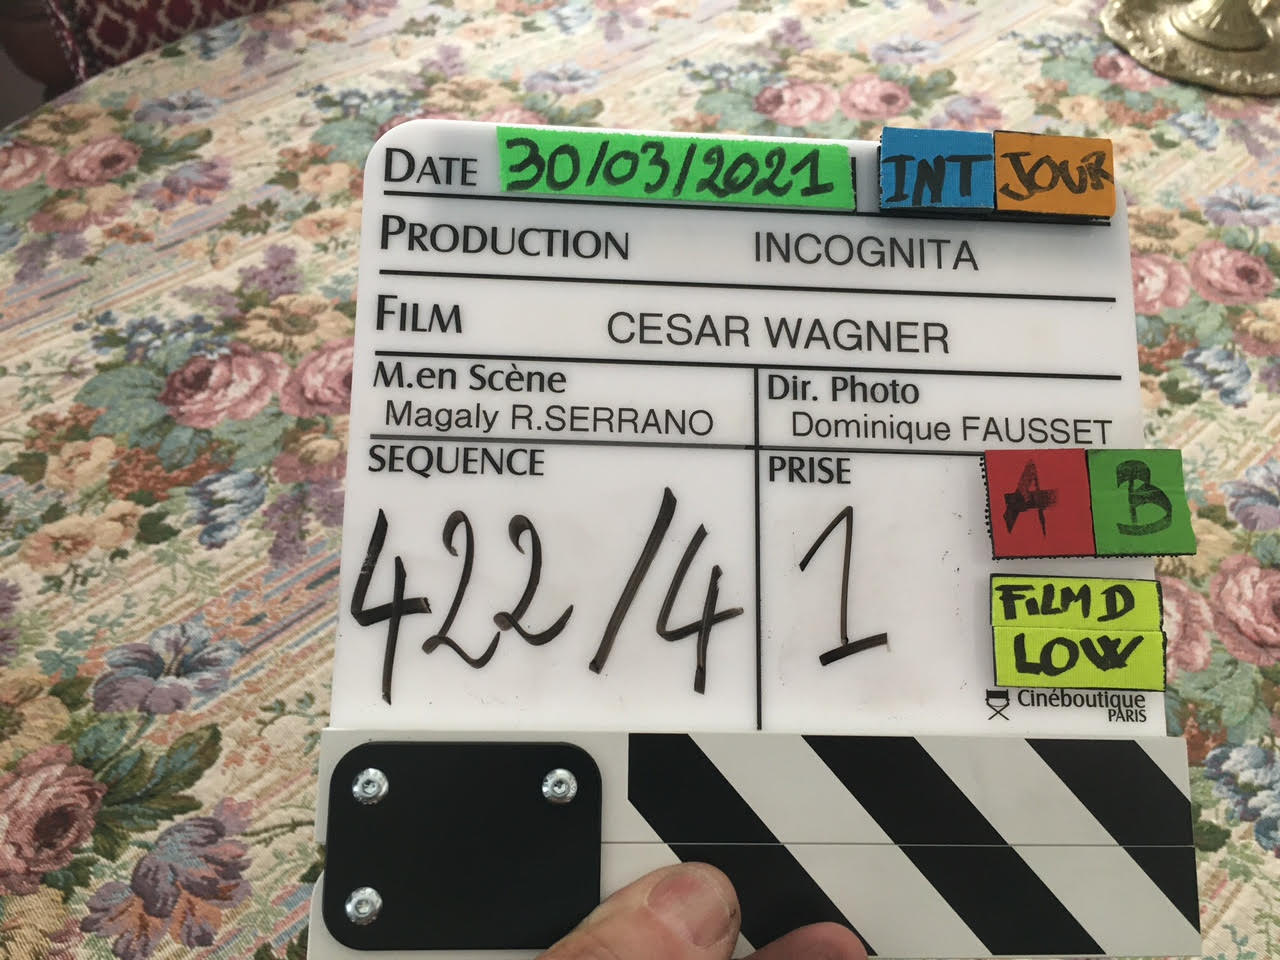 DATE 30/03/2021 INT JOUR
PRODUCTION INCOGNITA
FILM CESAR WAGNER
M.en Scène
Magaly R.SERRANO
Dir. Photo
Dominique FAUSSET
SEQUENCE
422/4
PRISE
1
A B
FILM D
LOW
Cinéboutique
PARIS